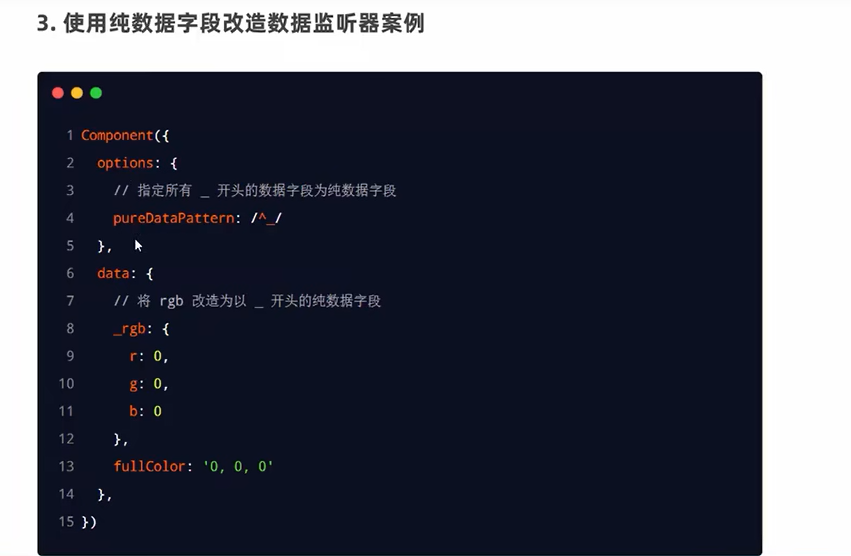 3. 使用纯数据字段改造数据监听器案例
1 Component({
2 options: {
3 // 指定所有 _ 开头的数据字段为纯数据字段
4 pureDataPattern: /^_/
5 },
6 data: {
7 // 将 rgb 改造为以 _ 开头的纯数据字段
8 _rgb: {
9 r: 0,
10 g: 0,
11 b: 0
12 },
13 fullColor: '0, 0, 0'
14 },
15 })